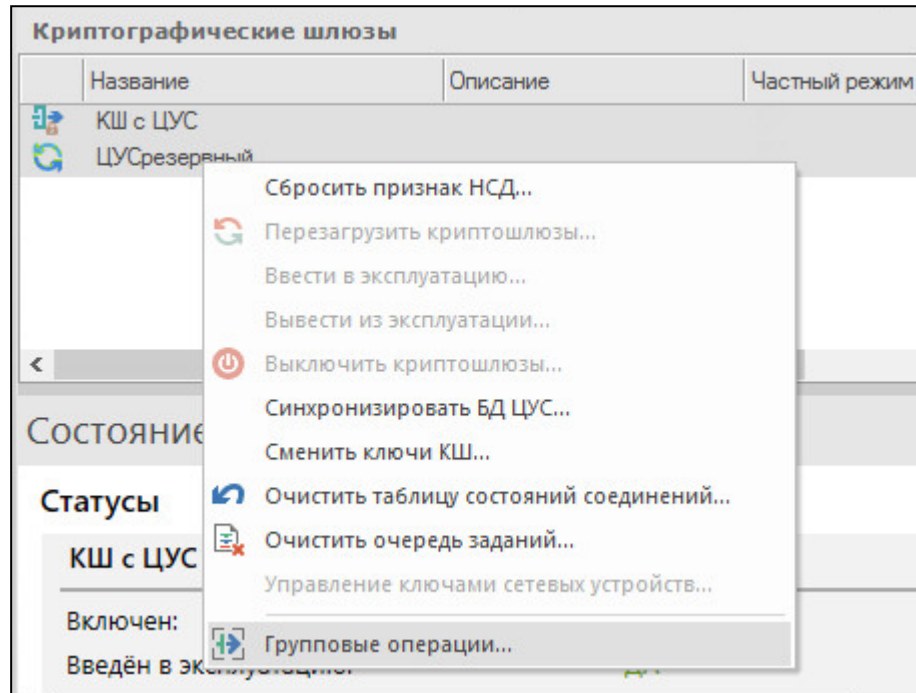 Криптографические шлюзы
Название Описание Частный режим
КШ с ЦУС
ЦУСрезервный
Сбросить признак НСД...
Перезагрузить криптошлюзы...
Ввести в эксплуатацию...
Вывести из эксплуатации...
Выключить криптошлюзы...
Синхронизировать БД ЦУС...
Сменить ключи КШ...
Очистить таблицу состояний соединений...
Очистить очередь заданий...
Управление ключами сетевых устройств...
Групповые операции...
Состояние
Статусы
КШ с ЦУС
Включен:
Введён в